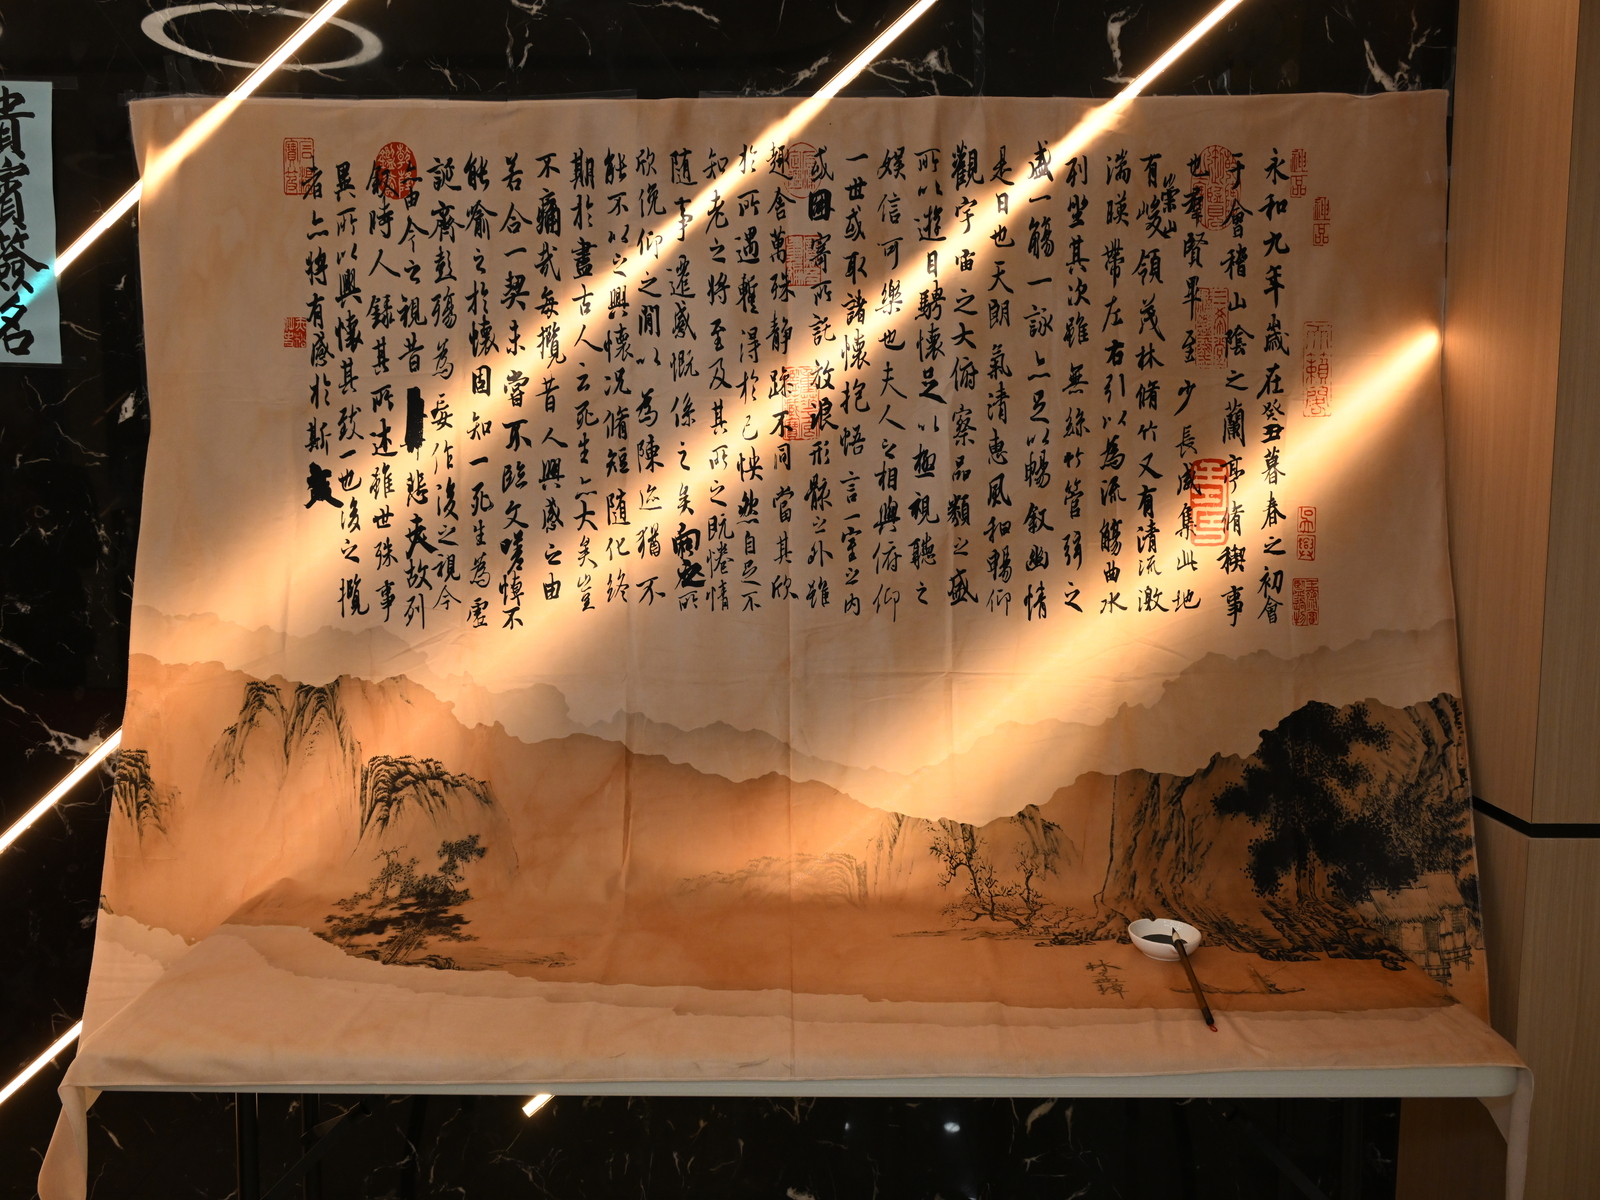 貴賓簽名
永和九年歲在癸丑暮春之初會
于會稽山陰之蘭亭脩稧事
也羣賢畢至少長咸集此地
有崇山峻領茂林脩竹又有清流激
湍暎帶左右引以為流觴曲水
列坐其次雖無絲竹管弦之
盛一觴一詠亦足以暢敘幽情
是日也天朗氣清惠風和暢仰
觀宇宙之大俯察品類之盛
所以遊目騁懷足以極視聽之
娛信可樂也夫人之相與俯仰
一世或取諸懷抱悟言一室之內
或因寄所託放浪形骸之外雖
趣舍萬殊靜躁不同當其欣
於所遇暫得於己怏然自足不
知老之將至及其所之既惓情
隨事遷感慨係之矣向之所
欣俛仰之閒以為陳迹猶不
能不以之興懷況脩短隨化終
期於盡古人云死生亦大矣豈
不痛哉每攬昔人興感之由
若合一契未嘗不臨文嗟悼不
能喻之於懷固知一死生為虛
誕齊彭殤為妄作後之視今
亦由今之視昔悲夫故列
敘時人錄其所述雖世殊事
異所以興懷其致一也後之攬
者亦將有感於斯文